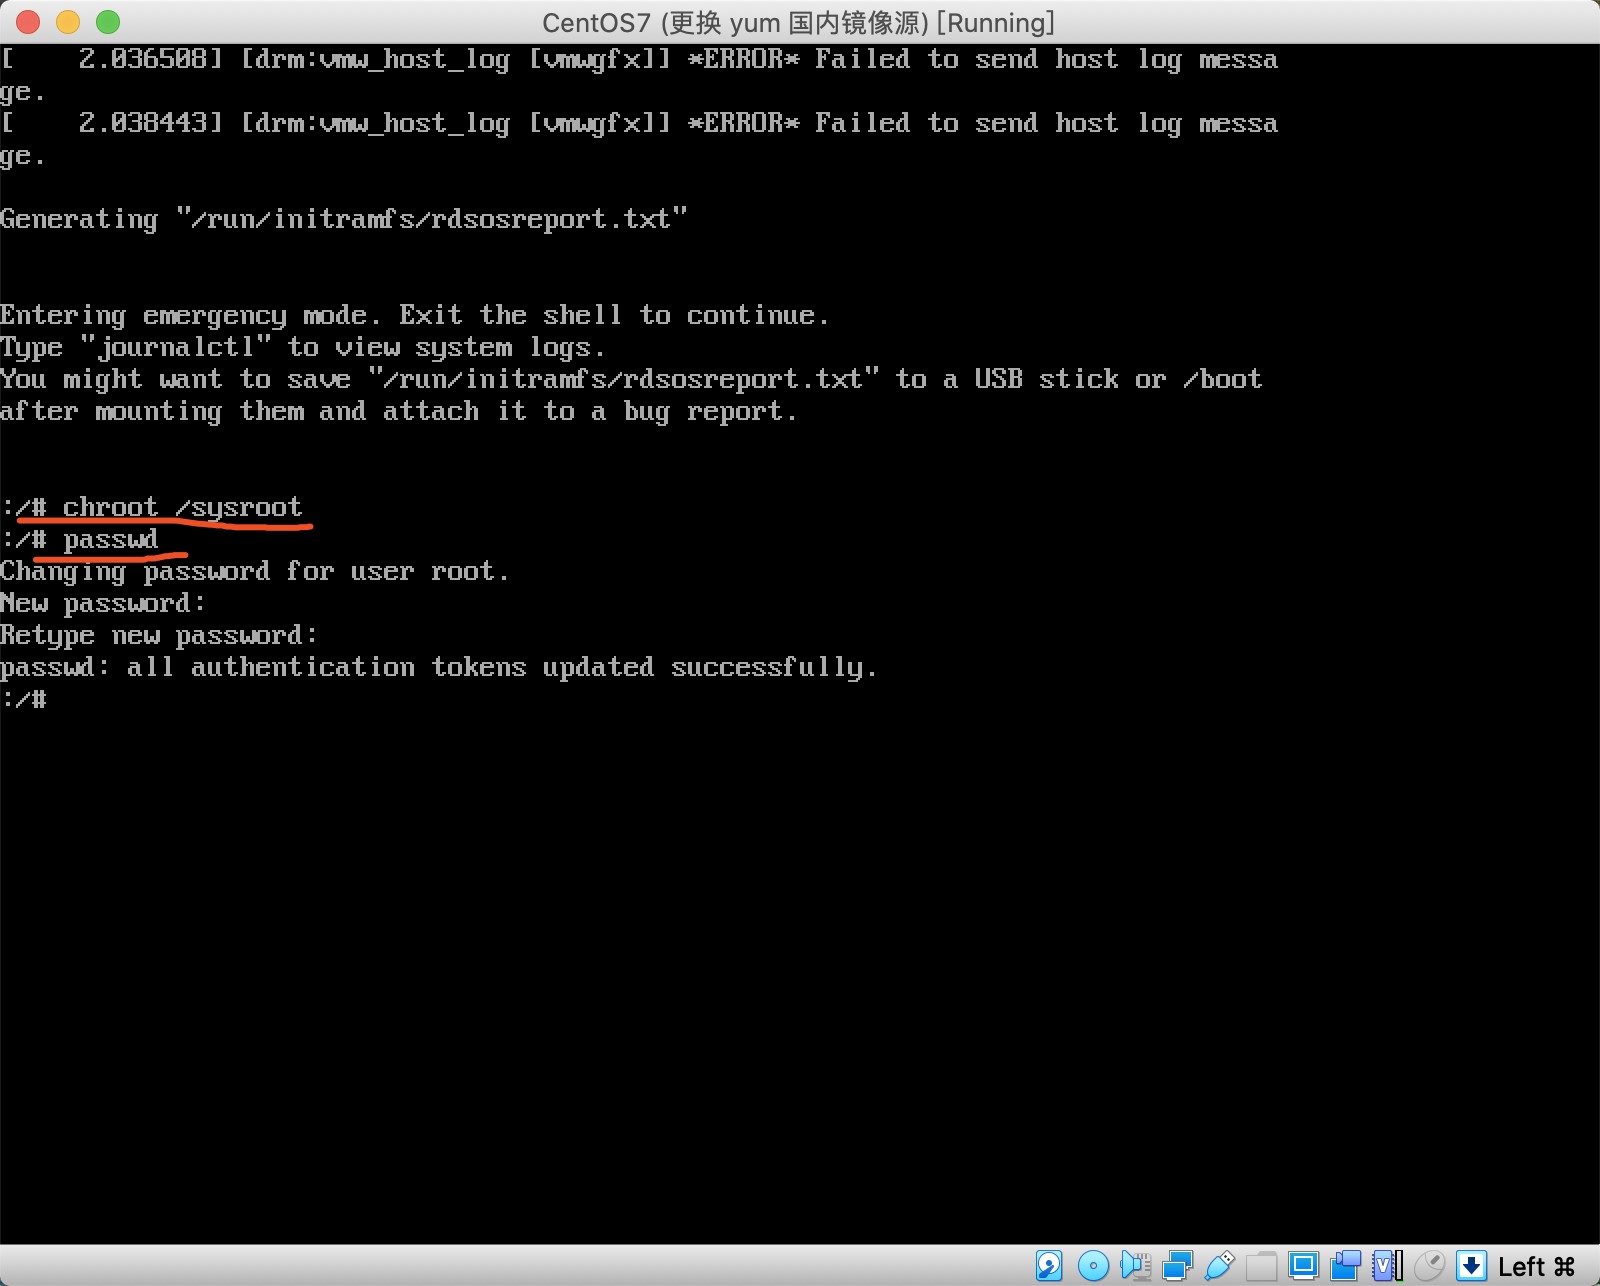 CentOS7 (更换 yum 国内镜像源) [Running]
[    2.036508] [drm:vmw_host_log [vmwgfx]] *ERROR* Failed to send host log messa
ge.
[    2.038443] [drm:vmw_host_log [vmwgfx]] *ERROR* Failed to send host log messa
ge.
Generating "/run/initramfs/rdsosreport.txt"
Entering emergency mode. Exit the shell to continue.
Type "journalctl" to view system logs.
You might want to save "/run/initramfs/rdsosreport.txt" to a USB stick or /boot
after mounting them and attach it to a bug report.
:/# chroot /sysroot
:/# passwd
Changing password for user root.
New password:
Retype new password:
passwd: all authentication tokens updated successfully.
:/#
Left ⌘